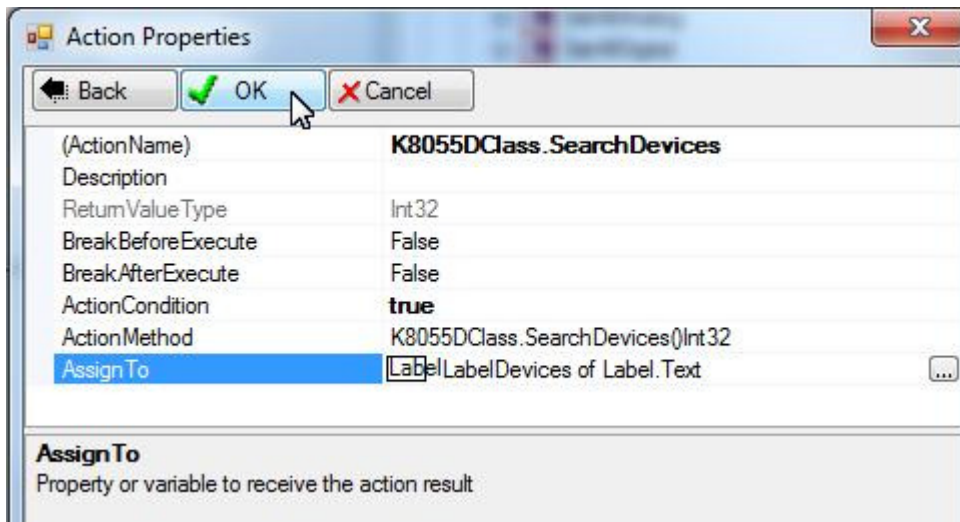 Action Properties
Back OK Cancel
(ActionName) K8055DClass.SearchDevices
Description
ReturnValueType Int32
BreakBeforeExecute False
BreakAfterExecute False
ActionCondition true
ActionMethod K8055DClass.SearchDevices()Int32
AssignTo LabelLabelDevices of Label.Text
...
AssignTo
Property or variable to receive the action result